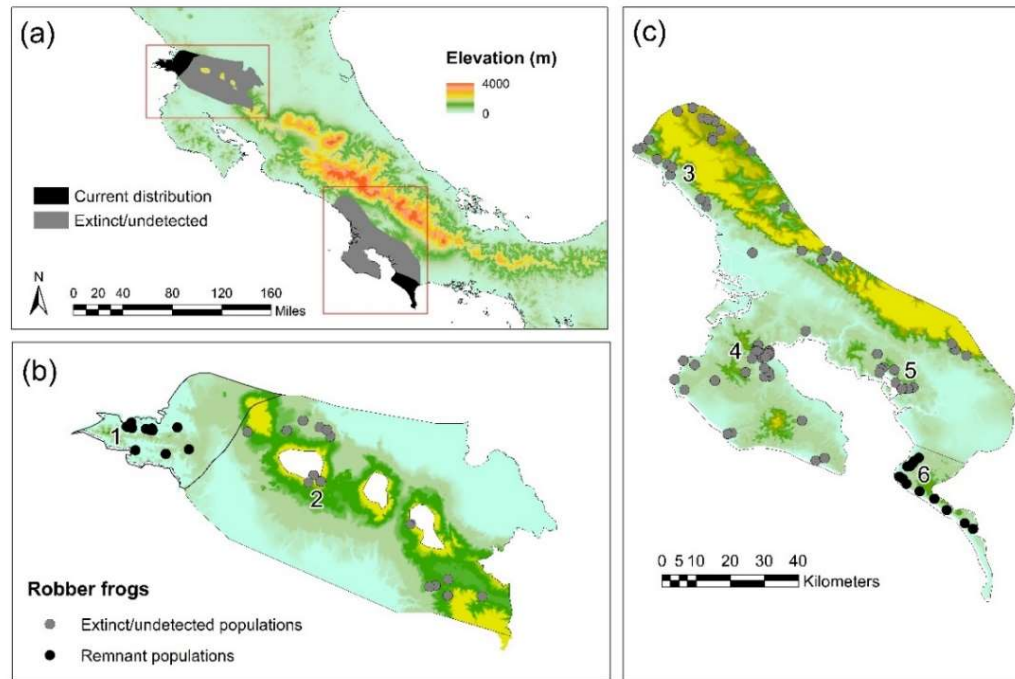 (a)
Elevation (m)
4000
0
Current distribution
Extinct/undetected
N
0 20 40 80 120 160
Miles
(b)
1
2
Robber frogs
Extinct/undetected populations
Remnant populations
(c)
3
4
5
6
0 5 10 20 30 40
Kilometers